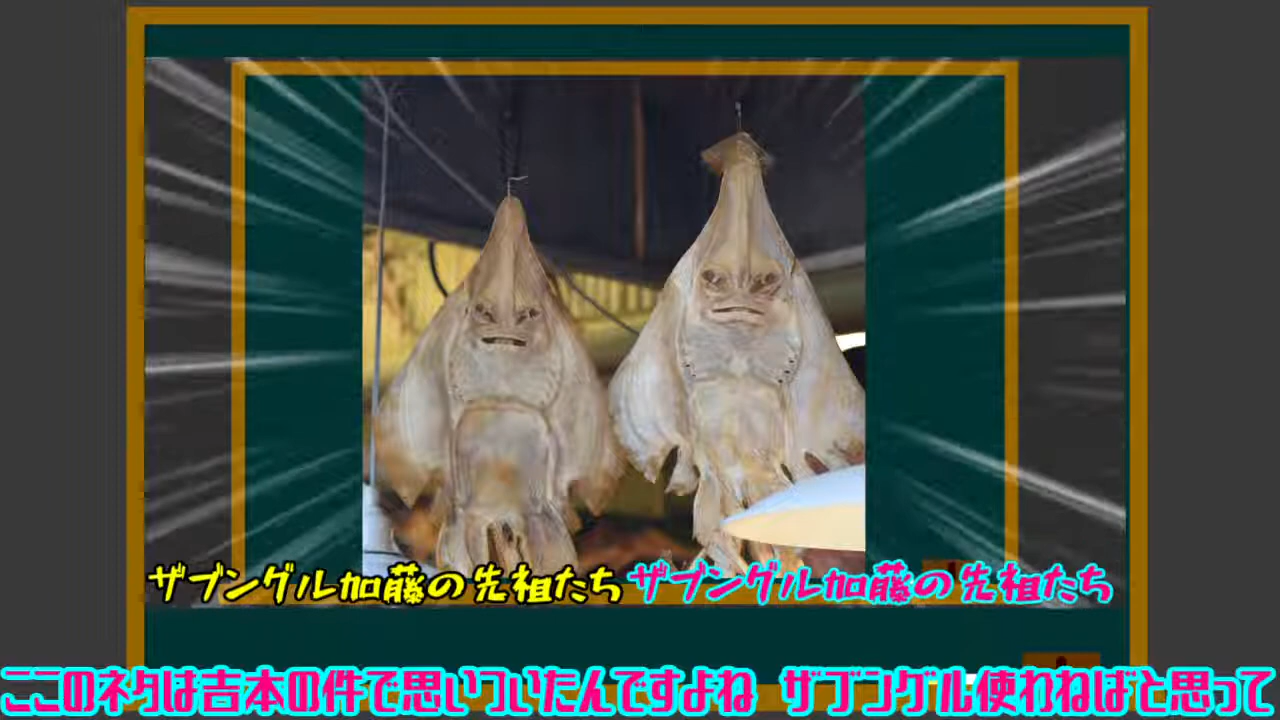 ザブングル加藤の先祖たち ザブングル加藤の先祖たち
ここのネタは吉本の件で思いついたんですよね ザブングル使わねばと思って